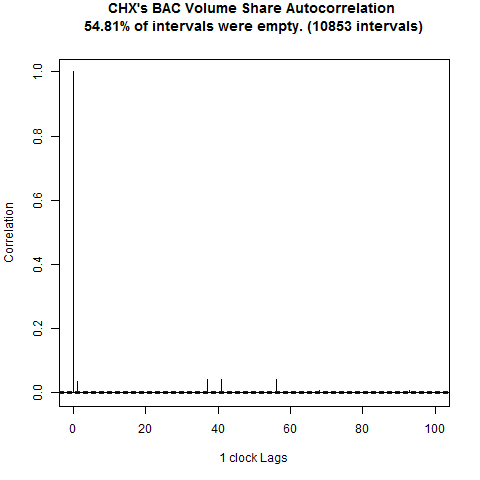 CHX's BAC Volume Share Autocorrelation
54.81% of intervals were empty. (10853 intervals)
1.0
0.8
0.6
0.4
0.2
0.0
Correlation
0 20 40 60 80 100
1 clock Lags